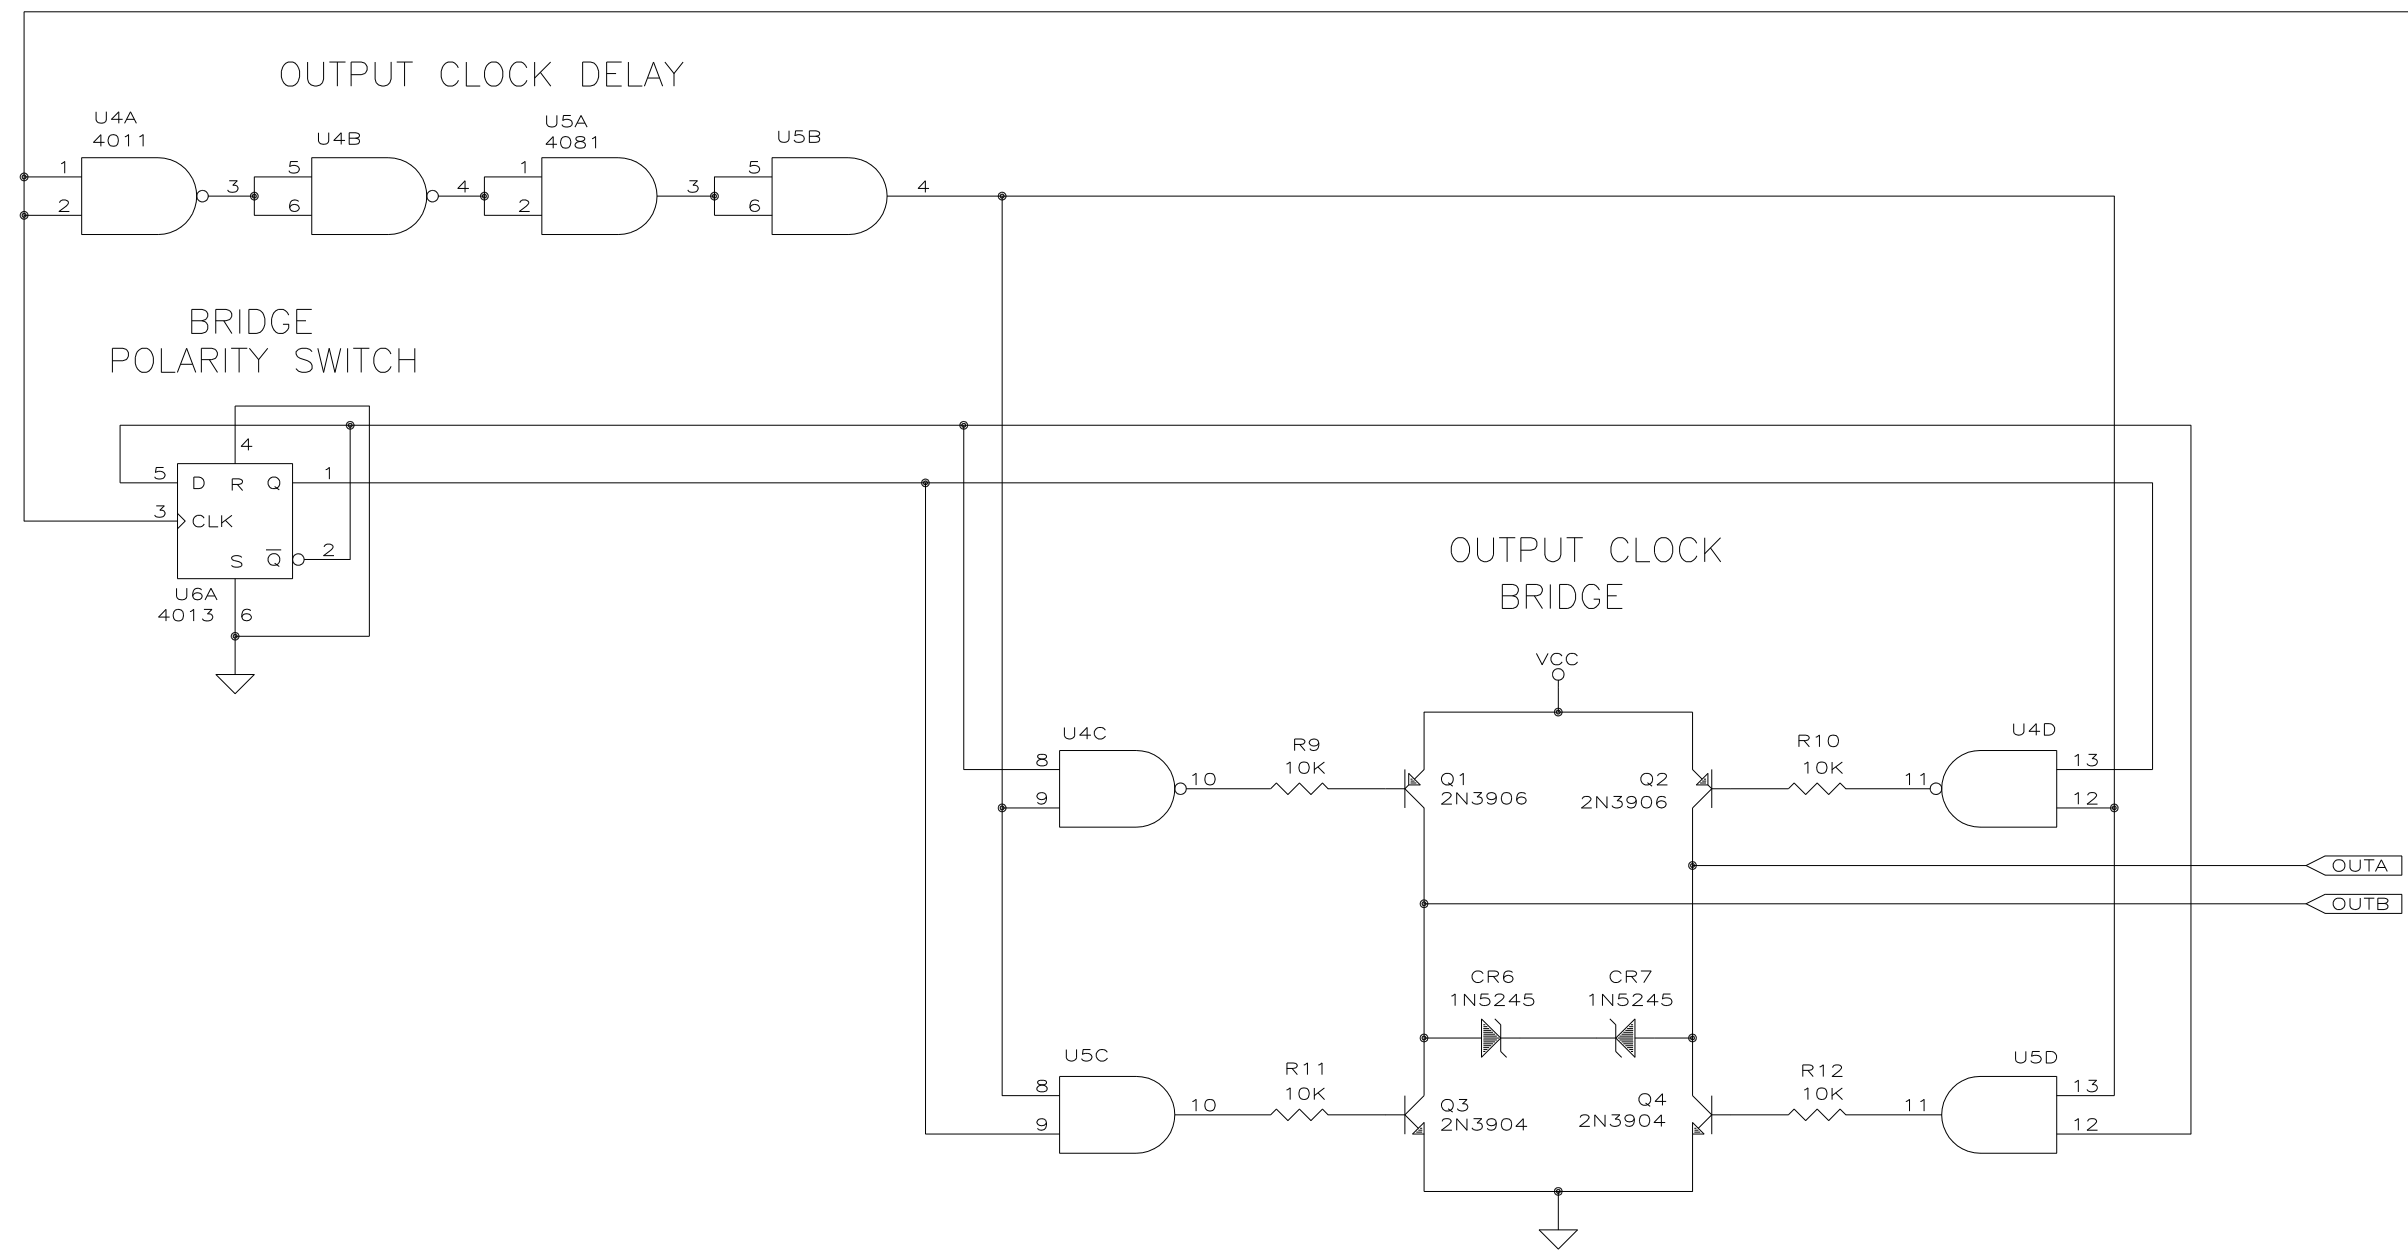 OUTPUT CLOCK DELAY
U4A
4011
1
2
3
U4B
5
6
4
U5A
4081
1
2
3
U5B
5
6
4
BRIDGE
POLARITY SWITCH
4
5
D R Q
1
3
CLK
S Q
2
U6A
4013
6
OUTPUT CLOCK
BRIDGE
VCC
U4C
8
9
10
R9
10K
Q1
2N3906
Q2
2N3906
R10
10K
11
U4D
13
12
OUTA
OUTB
CR6
1N5245
CR7
1N5245
U5C
8
9
10
R11
10K
Q3
2N3904
Q4
2N3904
R12
10K
11
U5D
13
12